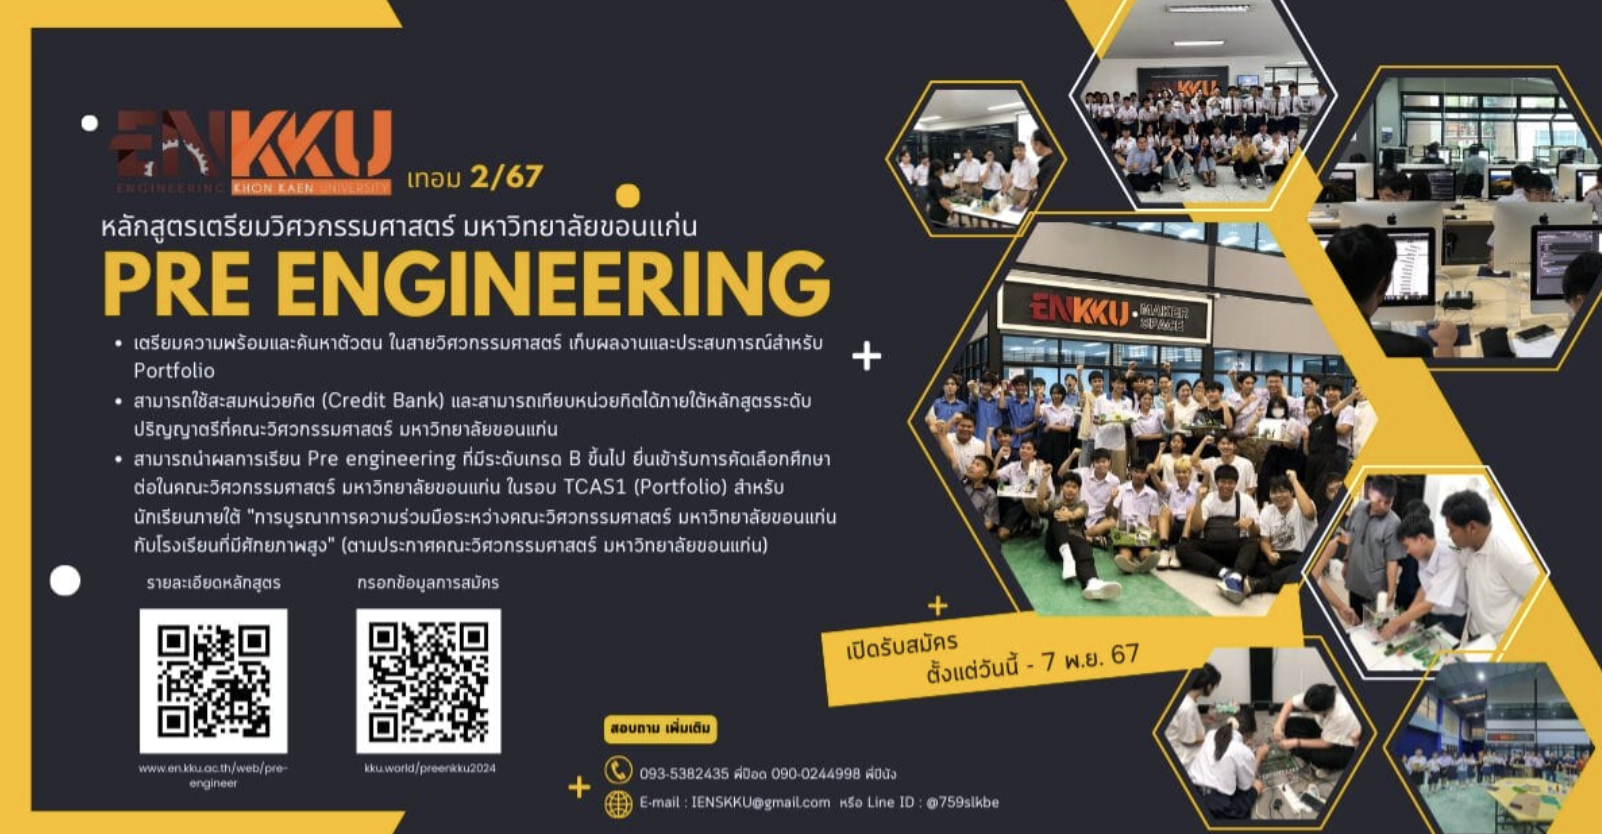 ENKKU
ENGINEERING KHON KAEN UNIVERSITY
เทอม 2/67
หลักสูตรเตรียมวิศวกรรมศาสตร์ มหาวิทยาลัยขอนแก่น
PRE ENGINEERING
• เตรียมความพร้อมและค้นหาตัวตน ในสายวิศวกรรมศาสตร์ เก็บผลงานและประสบการณ์สำหรับ
Portfolio
• สามารถใช้สะสมหน่วยกิต (Credit Bank) และสามารถเทียบหน่วยกิตได้ภายใต้หลักสูตรระดับ
ปริญญาตรีที่คณะวิศวกรรมศาสตร์ มหาวิทยาลัยขอนแก่น
• สามารถนำผลการเรียน Pre engineering ที่มีระดับเกรด B ขึ้นไป ยื่นเข้ารับการคัดเลือกศึกษา
ต่อในคณะวิศวกรรมศาสตร์ มหาวิทยาลัยขอนแก่น ในรอบ TCAS1 (Portfolio) สำหรับ
นักเรียนภายใต้ "การบูรณาการความร่วมมือระหว่างคณะวิศวกรรมศาสตร์ มหาวิทยาลัยขอนแก่น
กับโรงเรียนที่มีศักยภาพสูง" (ตามประกาศคณะวิศวกรรมศาสตร์ มหาวิทยาลัยขอนแก่น)
รายละเอียดหลักสูตร
www.en.kku.ac.th/web/pre-
engineer
กรอกข้อมูลการสมัคร
kku.world/preenkku2024
สอบถาม เพิ่มเติม
093-5382435 พี่ป๊อด 090-0244998 พี่ปีนัง
E-mail : IENSKKU@gmail.com หรือ Line ID : @759slkbe
เปิดรับสมัคร
ตั้งแต่วันนี้ - 7 พ.ย. 67
KKU
ENKKU • MAKER
SPACE